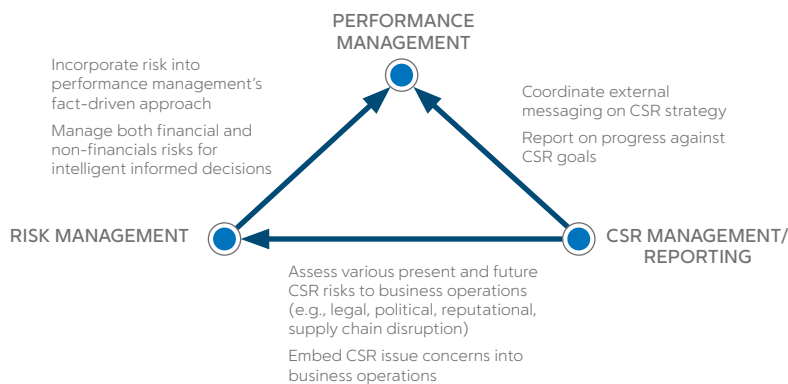 PERFORMANCE
MANAGEMENT
Incorporate risk into
performance management's
fact-driven approach
Manage both financial and
non-financials risks for
intelligent informed decisions
Coordinate external
messaging on CSR strategy
Report on progress against
CSR goals
RISK MANAGEMENT
CSR MANAGEMENT/
REPORTING
Assess various present and future
CSR risks to business operations
(e.g., legal, political, reputational,
supply chain disruption)
Embed CSR issue concerns into
business operations